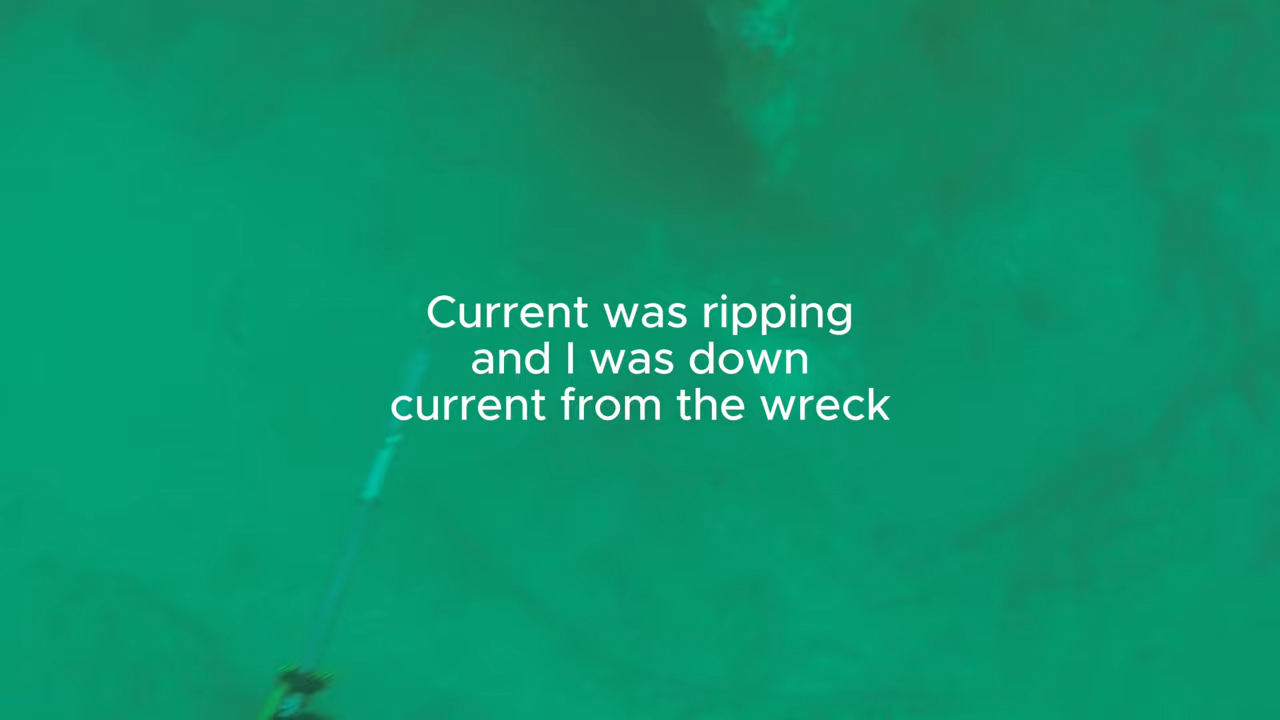 Current was ripping
and I was down
current from the wreck